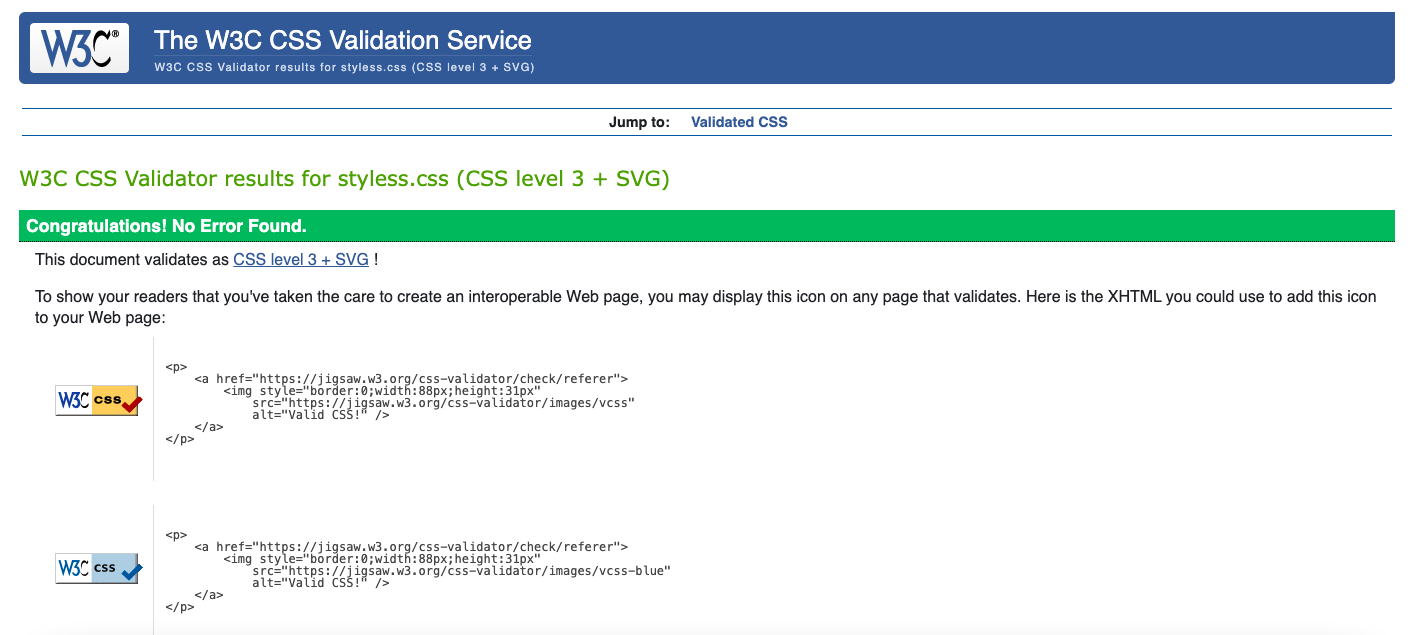 W3C®
The W3C CSS Validation Service
W3C CSS Validator results for styless.css (CSS level 3 + SVG)
Jump to: Validated CSS
W3C CSS Validator results for styless.css (CSS level 3 + SVG)
Congratulations! No Error Found.
This document validates as CSS level 3 + SVG !
To show your readers that you've taken the care to create an interoperable Web page, you may display this icon on any page that validates. Here is the XHTML you could use to add this icon
to your Web page:
W3C css
<p>
    <a href="https://jigsaw.w3.org/css-validator/check/referer">
        <img style="border:0;width:88px;height:31px"
            src="https://jigsaw.w3.org/css-validator/images/vcss"
            alt="Valid CSS!" />
    </a>
</p>
W3C css
<p>
    <a href="https://jigsaw.w3.org/css-validator/check/referer">
        <img style="border:0;width:88px;height:31px"
            src="https://jigsaw.w3.org/css-validator/images/vcss-blue"
            alt="Valid CSS!" />
    </a>
</p>